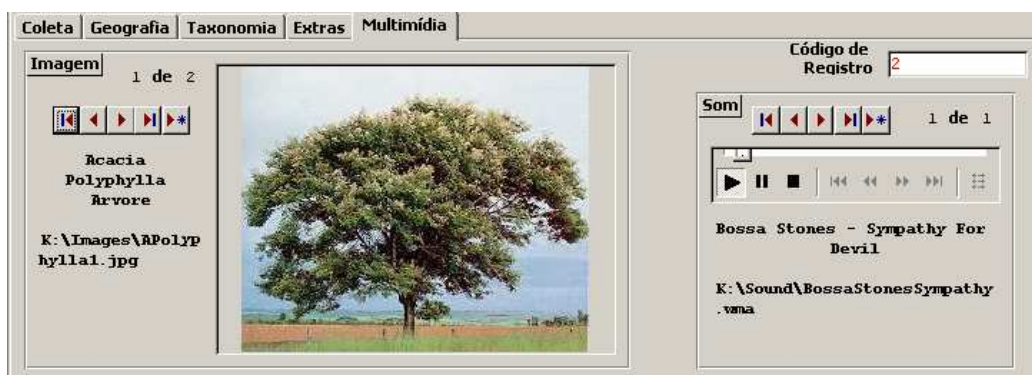 Coleta Geografia Taxonomia Extras Multimídia
Imagem
1 de 2
Acacia
Polyphylla
Arvore
K:\Images\APolyp
hylla1.jpg
Código de
Registro 2
Som
1 de 1
Bossa Stones - Sympathy For
Devil
K:\Sound\BossaStonesSympathy
.wma